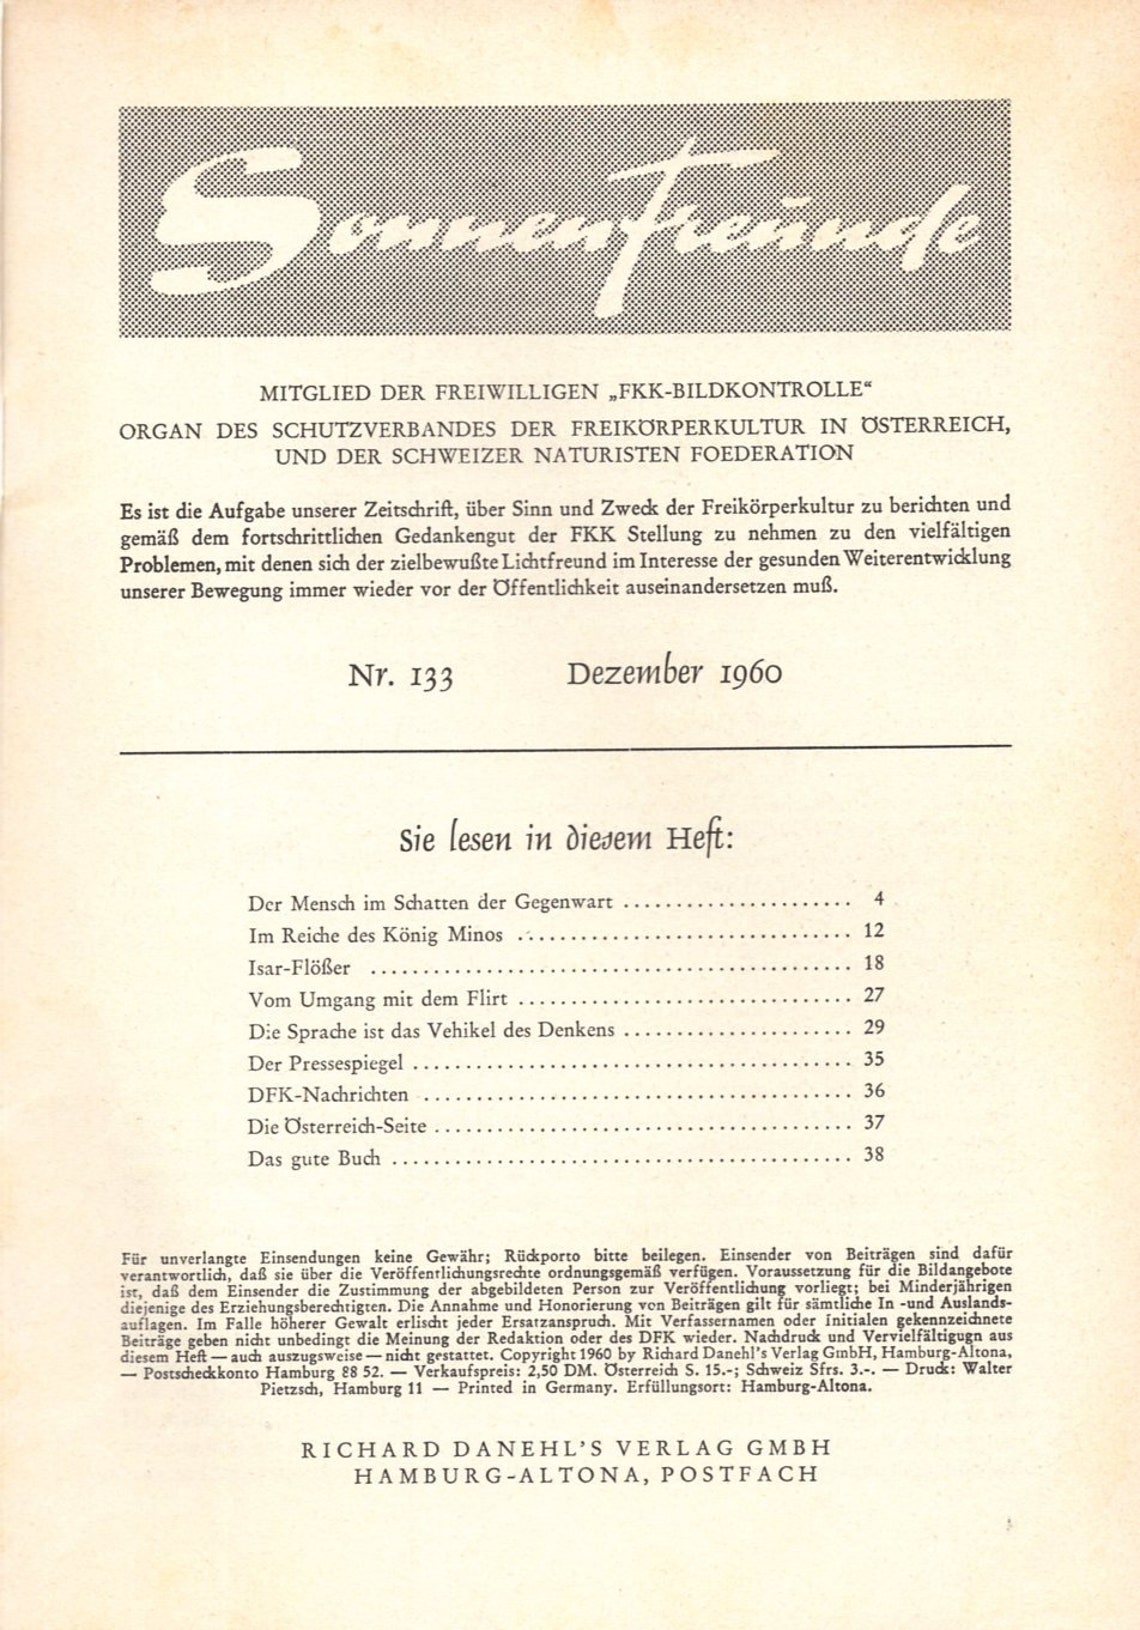 Sonnenfreunde
MITGLIED DER FREIWILLIGEN „FKK-BILDKONTROLLE“
ORGAN DES SCHUTZVERBANDES DER FREIKÖRPERKULTUR IN ÖSTERREICH,
UND DER SCHWEIZER NATURISTEN FOEDERATION
Es ist die Aufgabe unserer Zeitschrift, über Sinn und Zweck der Freikörperkultur zu berichten und
gemäß dem fortschrittlichen Gedankengut der FKK Stellung zu nehmen zu den vielfältigen
Problemen, mit denen sich der zielbewußte Lichtfreund im Interesse der gesunden Weiterentwicklung
unserer Bewegung immer wieder vor der Öffentlichkeit auseinandersetzen muß.
Nr. 133 Dezember 1960
Sie lesen in diesem Heft:
Der Mensch im Schatten der Gegenwart ...................... 4
Im Reiche des König Minos ................................ 12
Isar-Flößer .............................................. 18
Vom Umgang mit dem Flirt ................................ 27
Die Sprache ist das Vehikel des Denkens ...................... 29
Der Pressespiegel .......................................... 35
DFK-Nachrichten ......................................... 36
Die Österreich-Seite ........................................ 37
Das gute Buch ............................................ 38
Für unverlangte Einsendungen keine Gewähr; Rückporto bitte beilegen. Einsender von Beiträgen sind dafür
verantwortlich, daß sie über die Veröffentlichungsrechte ordnungsgemäß verfügen. Voraussetzung für die Bildangebote
ist, daß dem Einsender die Zustimmung der abgebildeten Person zur Veröffentlichung vorliegt; bei Minderjährigen
diejenige des Erziehungsberechtigten. Die Annahme und Honorierung von Beiträgen gilt für sämtliche In -und Auslands-
auflagen. Im Falle höherer Gewalt erlischt jeder Ersatzanspruch. Mit Verfassernamen oder initialen gekennzeichnete
Beiträge geben nicht unbedingt die Meinung der Redaktion oder des DFK wieder. Nachdruck und Vervielfältigugn aus
diesem Heft — auch auszugsweise — nicht gestattet. Copyright 1960 by Richard Danehl's Verlag GmbH, Hamburg-Altona,
— Postscheckkonto Hamburg 88 52. — Verkaufspreis: 2,50 DM. Österreich S. 15.-; Schweiz Sfrs. 3.-. — Druck: Walter
Pietzsch, Hamburg 11 — Printed in Germany. Erfüllungsort: Hamburg-Altona.
RICHARD DANEHL'S VERLAG GMBH
HAMBURG-ALTONA, POSTFACH